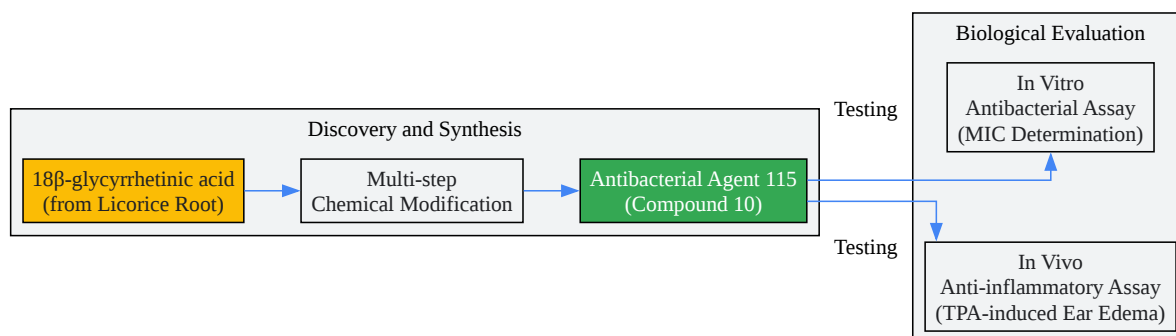 Discovery and Synthesis
18β-glycyrrhetinic acid
(from Licorice Root)
Multi-step
Chemical Modification
Antibacterial Agent 115
(Compound 10)
Testing
Testing
Biological Evaluation
In Vitro
Antibacterial Assay
(MIC Determination)
In Vivo
Anti-inflammatory Assay
(TPA-induced Ear Edema)